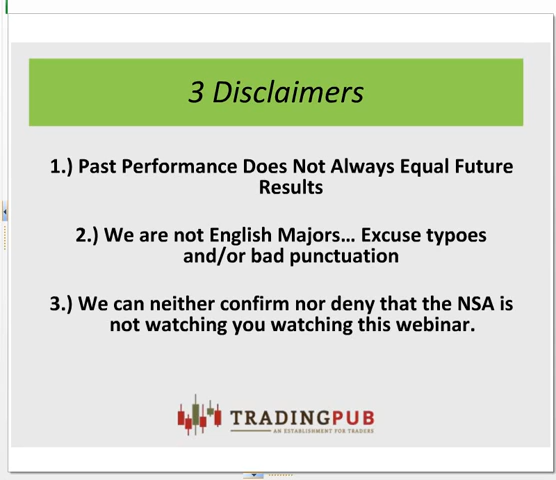 3 Disclaimers
1.) Past Performance Does Not Always Equal Future
Results
2.) We are not English Majors... Excuse typoes
and/or bad punctuation
3.) We can neither confirm nor deny that the NSA is
not watching you watching this webinar.
TRADINGPUB
AN ESTABLISHMENT FOR TRADERS